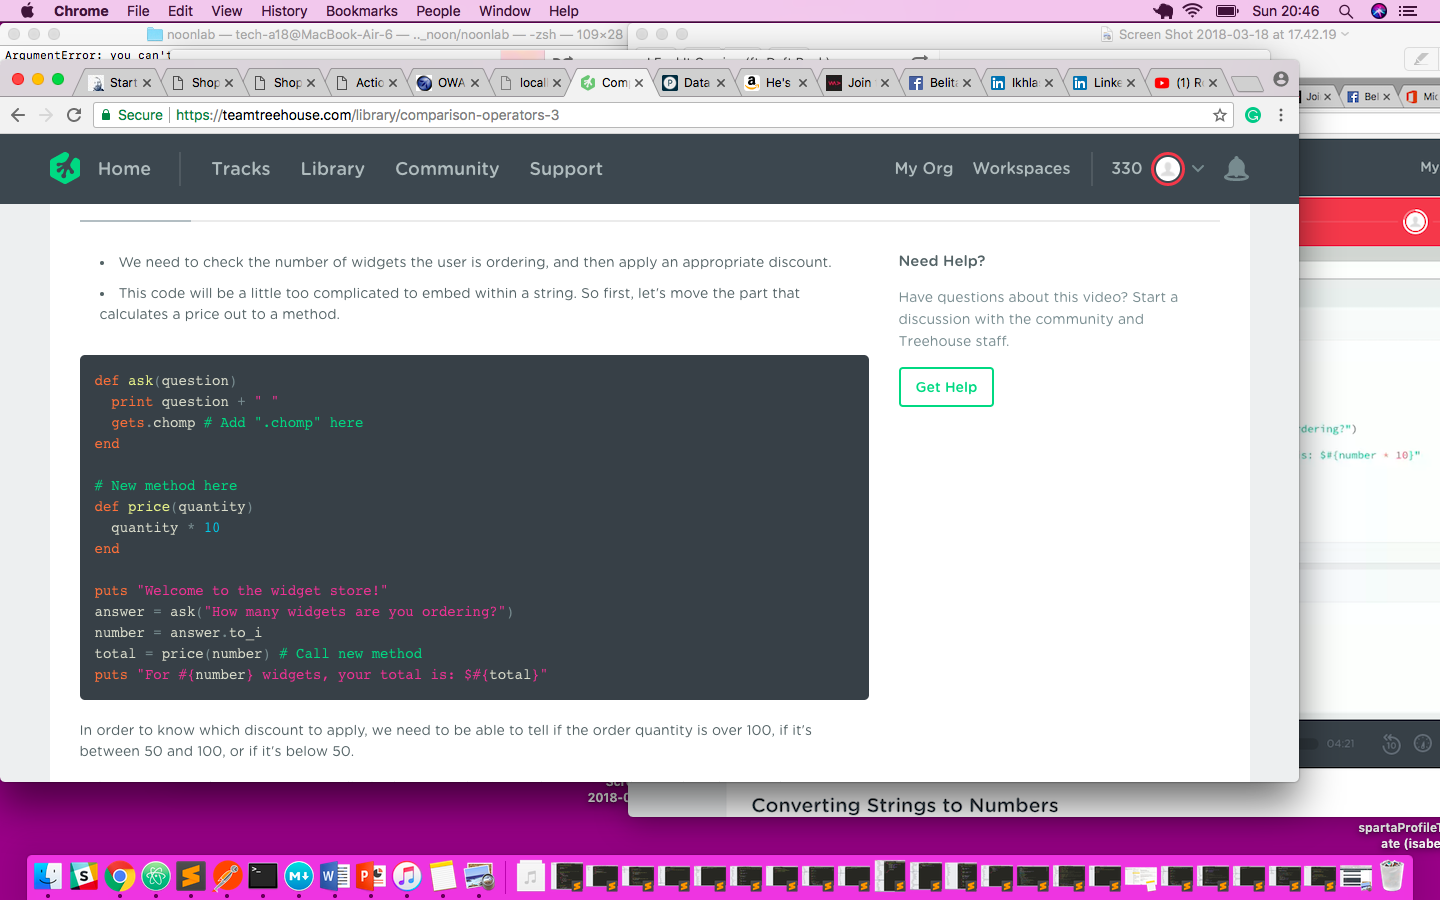 Chrome File Edit View History Bookmarks People Window Help Sun 20:46
noonlab — tech-a18@MacBook-Air-6 — .._noon/noonlab — -zsh — 109×28
Screen Shot 2018-03-18 at 17.42.19
ArgumentError: you can't
Start Shop Shop Actio OWA local Com Data He's Join Belita Ikhla Linke (1) R
Joi Bel Mic
Secure https://teamtreehouse.com/library/comparison-operators-3
Home Tracks Library Community Support My Org Workspaces 330
My
We need to check the number of widgets the user is ordering, and then apply an appropriate discount.
This code will be a little too complicated to embed within a string. So first, let's move the part that
calculates a price out to a method.
Need Help?
Have questions about this video? Start a
discussion with the community and
Treehouse staff.
Get Help
def ask(question)
print question + " "
gets.chomp # Add ".chomp" here
end
# New method here
def price(quantity)
quantity * 10
end
puts "Welcome to the widget store!"
answer = ask("How many widgets are you ordering?")
number = answer.to_i
total = price(number) # Call new method
puts "For #{number} widgets, your total is: $#{total}"
dering?")
s: $#{number * 10}"
In order to know which discount to apply, we need to be able to tell if the order quantity is over 100, if it's
between 50 and 100, or if it's below 50.
04:21
10
2018-0
Converting Strings to Numbers
spartaProfileT
ate (isabe